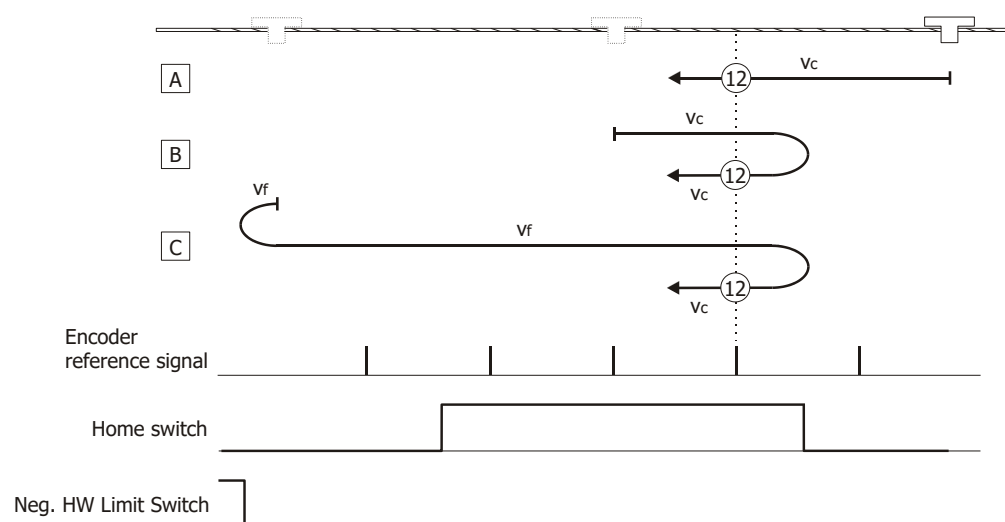 A
12
Vc
B
Vc
12
Vc
C
Vf
Vf
12
Vc
Encoder
reference signal
Home switch
Neg. HW Limit Switch